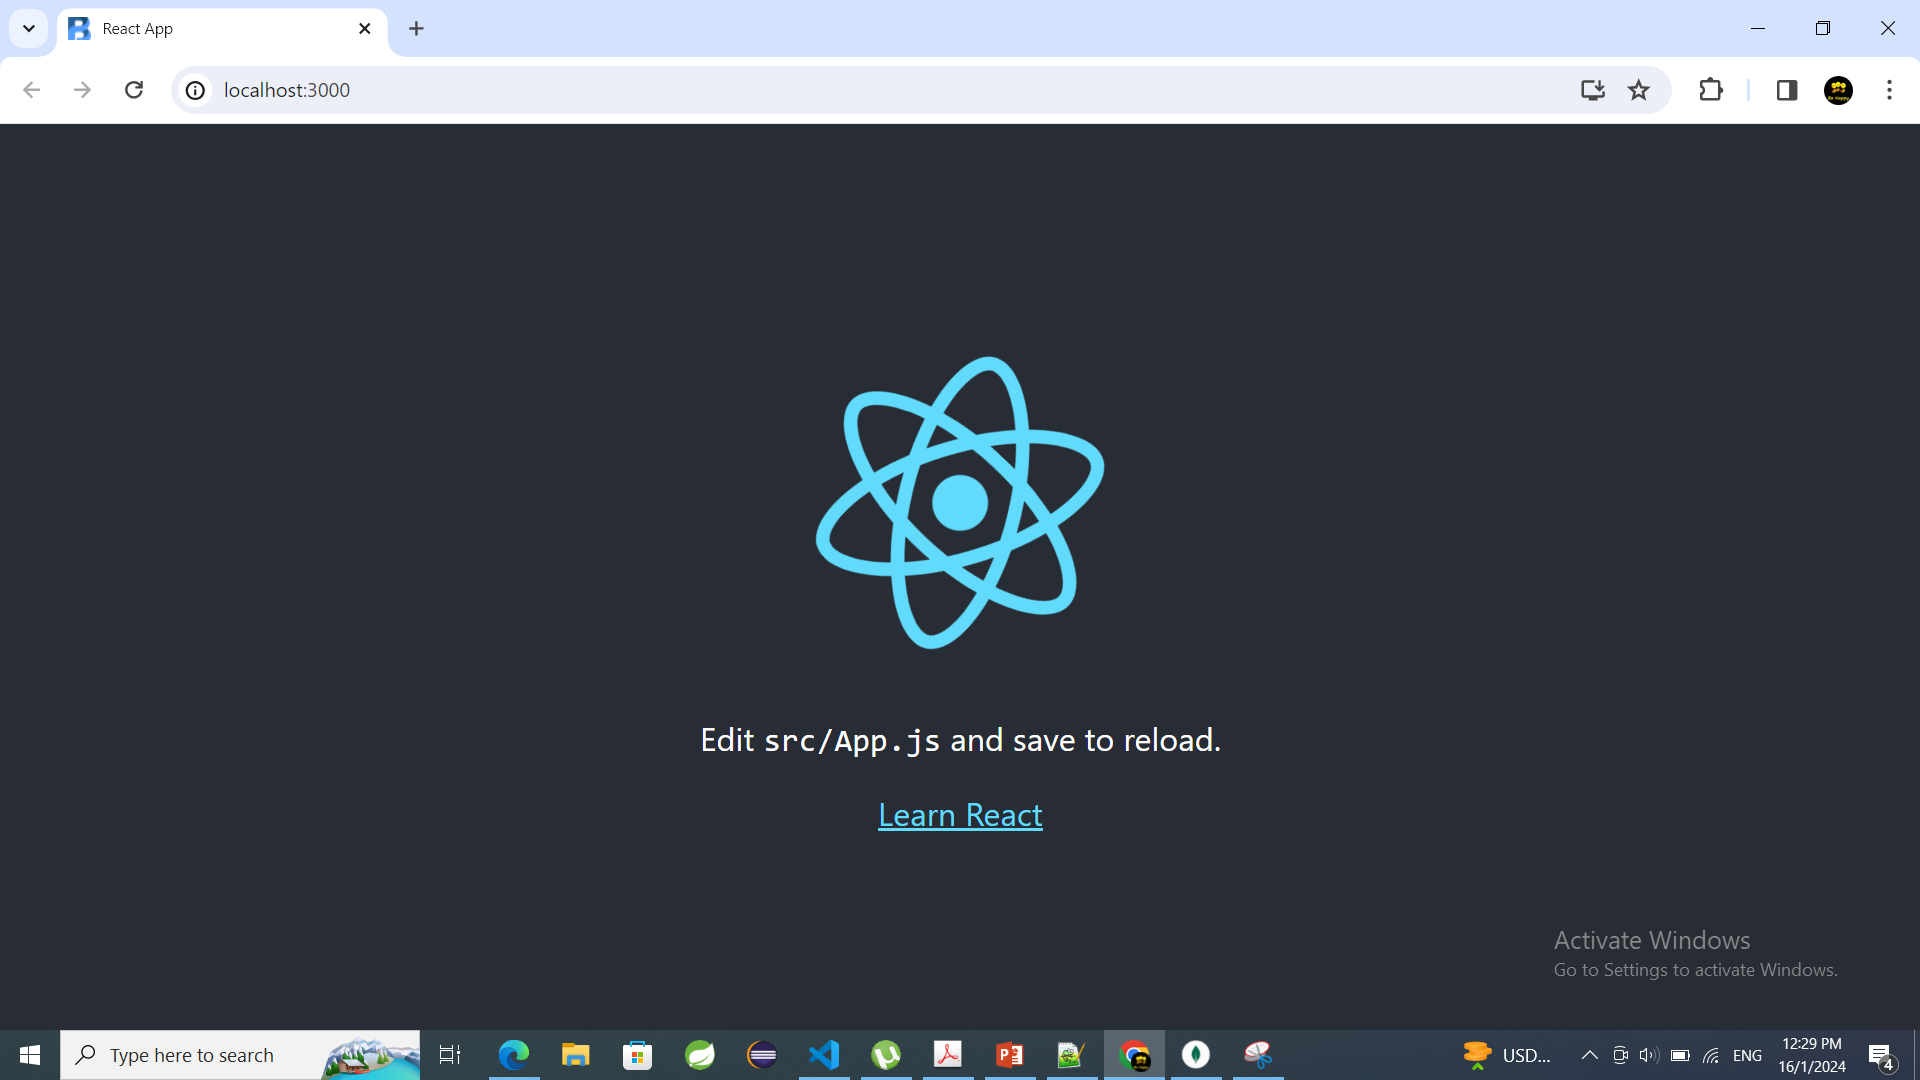 React App
localhost:3000
Edit src/App.js and save to reload.
Learn React
Activate Windows
Go to Settings to activate Windows.
Type here to search
USD...
ENG
12:29 PM
16/1/2024
4